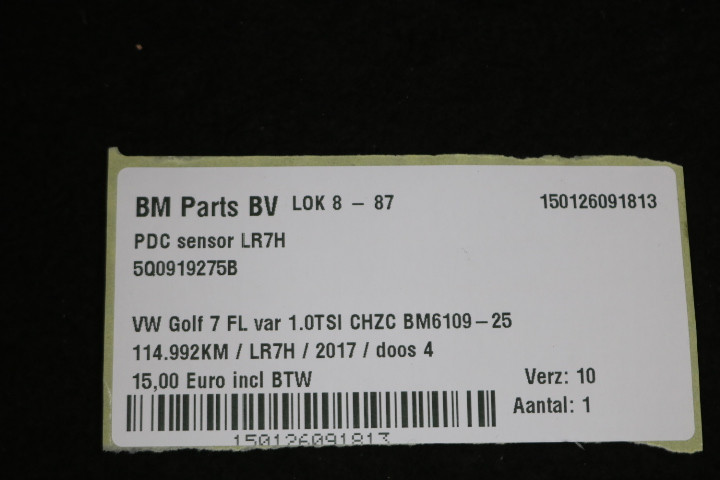 BM Parts BV LOK 8 - 87 150126091813
PDC sensor LR7H
5Q0919275B
VW Golf 7 FL var 1.0TSI CHZC BM6109-25
114.992KM / LR7H / 2017 / doos 4
15,00 Euro incl BTW Verz: 10
Aantal: 1
150126091813